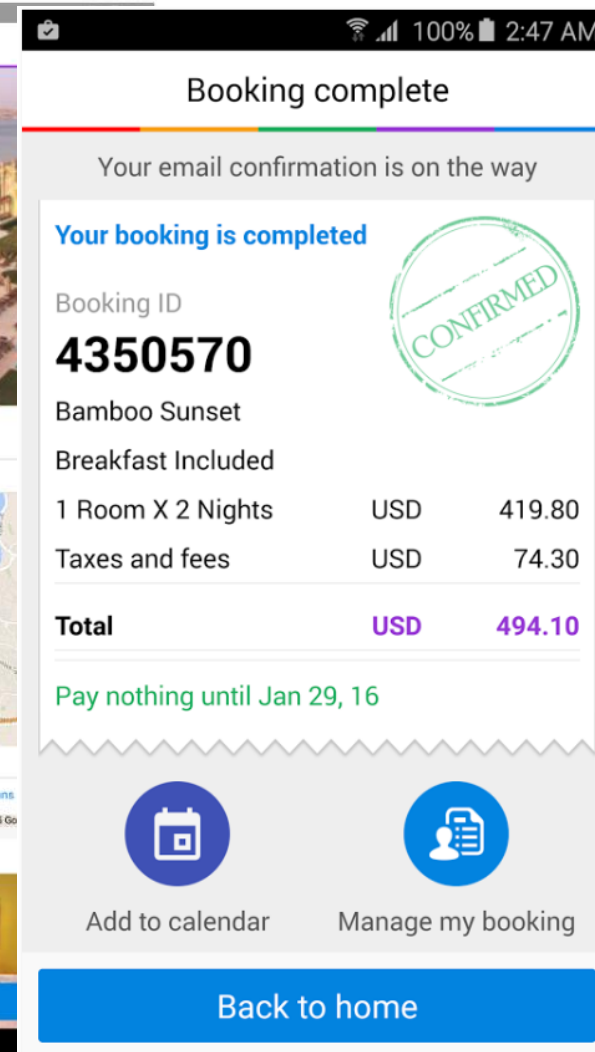 100% 2:47 AM
Booking complete
Your email confirmation is on the way
Your booking is completed
CONFIRMED
Booking ID
4350570
Bamboo Sunset
Breakfast Included
1 Room X 2 Nights USD 419.80
Taxes and fees USD 74.30
Total USD 494.10
Pay nothing until Jan 29, 16
Add to calendar Manage my booking
Back to home